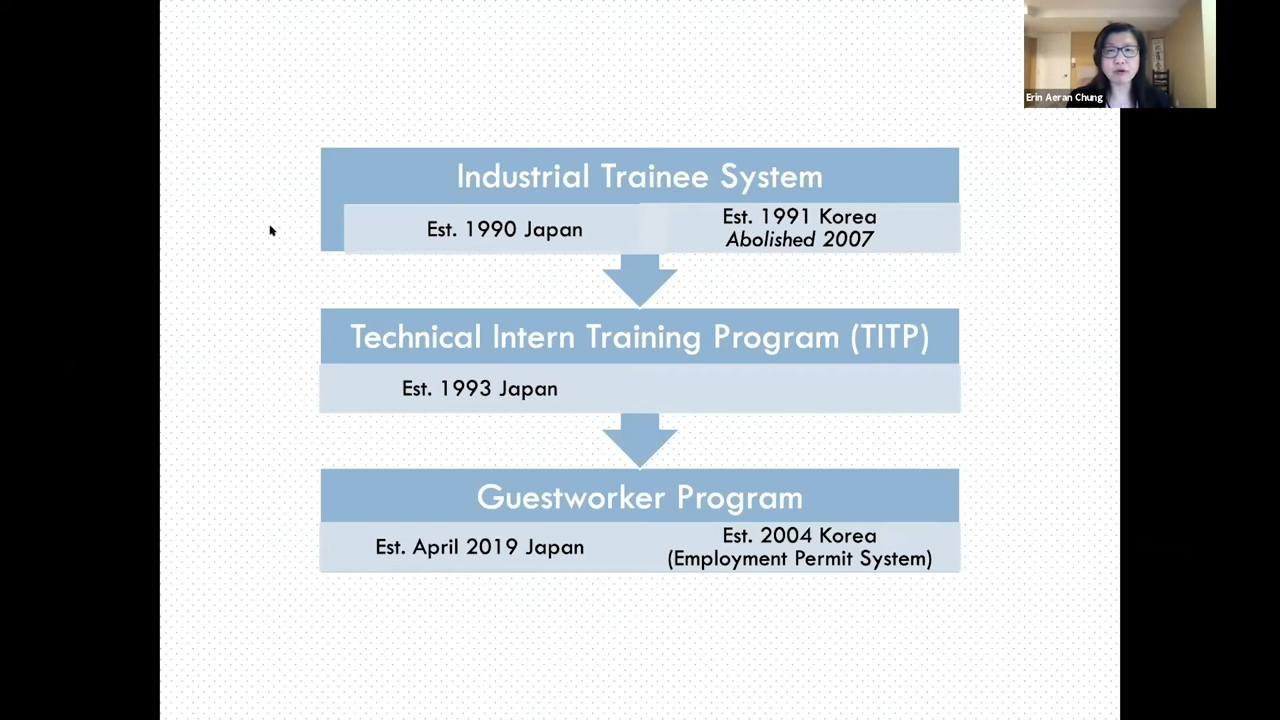 Erin Aeran Chung
Industrial Trainee System
Est. 1990 Japan
Est. 1991 Korea
Abolished 2007
Technical Intern Training Program (TITP)
Est. 1993 Japan
Guestworker Program
Est. April 2019 Japan
Est. 2004 Korea
(Employment Permit System)